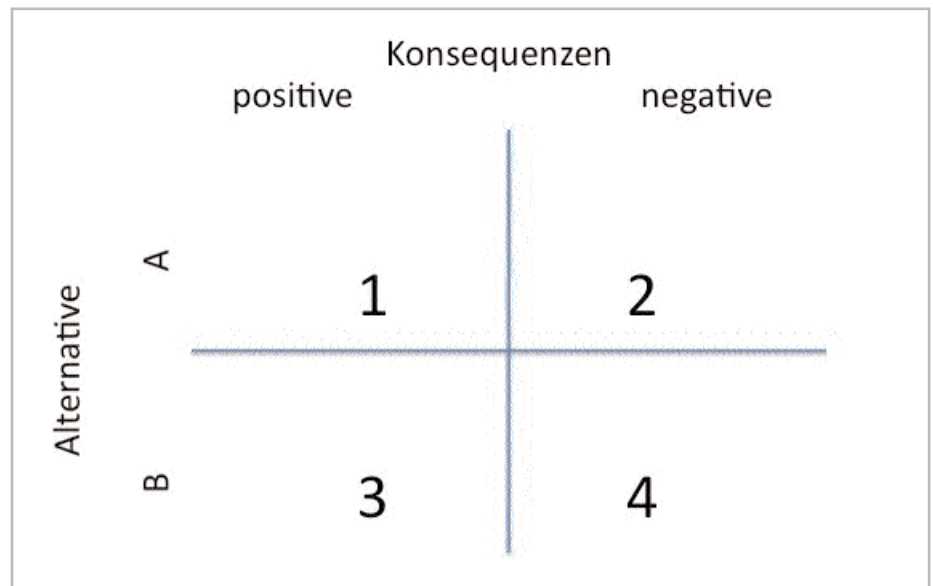 Konsequenzen
positive negative
A
1 2
Alternative
B
3 4